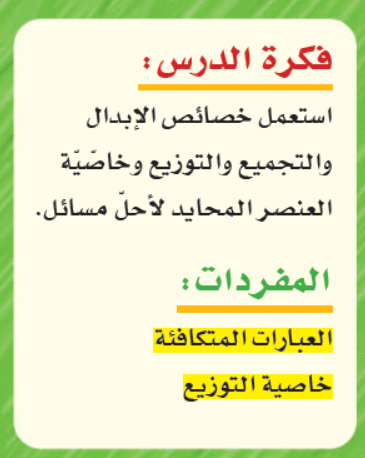 فكرة الدرس:
استعمل خصائص الإبدال
والتجميع والتوزيع وخاصّيّة
العنصر المحايد لأحلّ مسائل.
المفردات:
العبارات المتكافئة
خاصية التوزيع